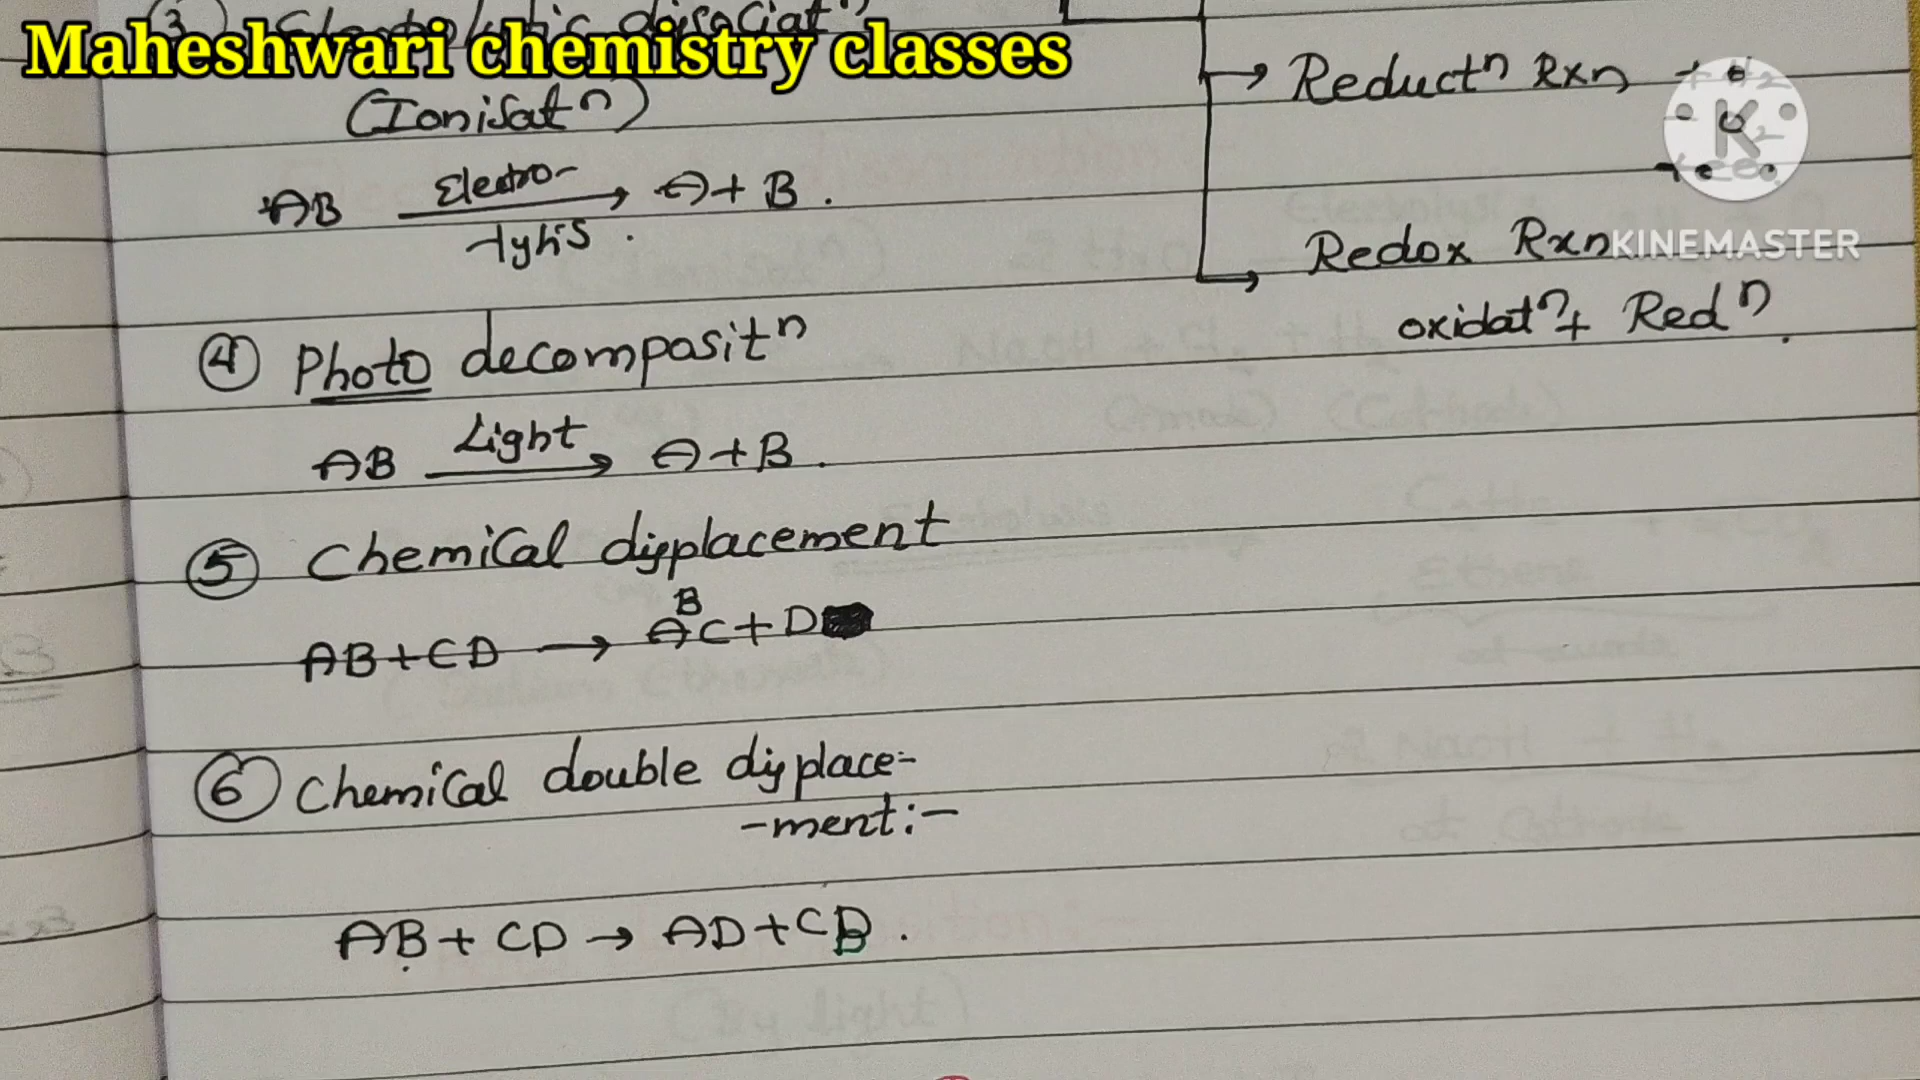 Maheshwari chemistry classes
(Ionisatⁿ)
AB Electro-
-lysis → A + B.
④ Photo decompositⁿ
AB Light → A + B.
⑤ Chemical displacement
B
AB + CD → AC + D
⑥ Chemical double displace-
-ment:-
AB + CD → AD + CB.
→ Reductⁿ Rxn
→ Redox Rxn
oxidatⁿ + Redⁿ.
K
KINEMASTER